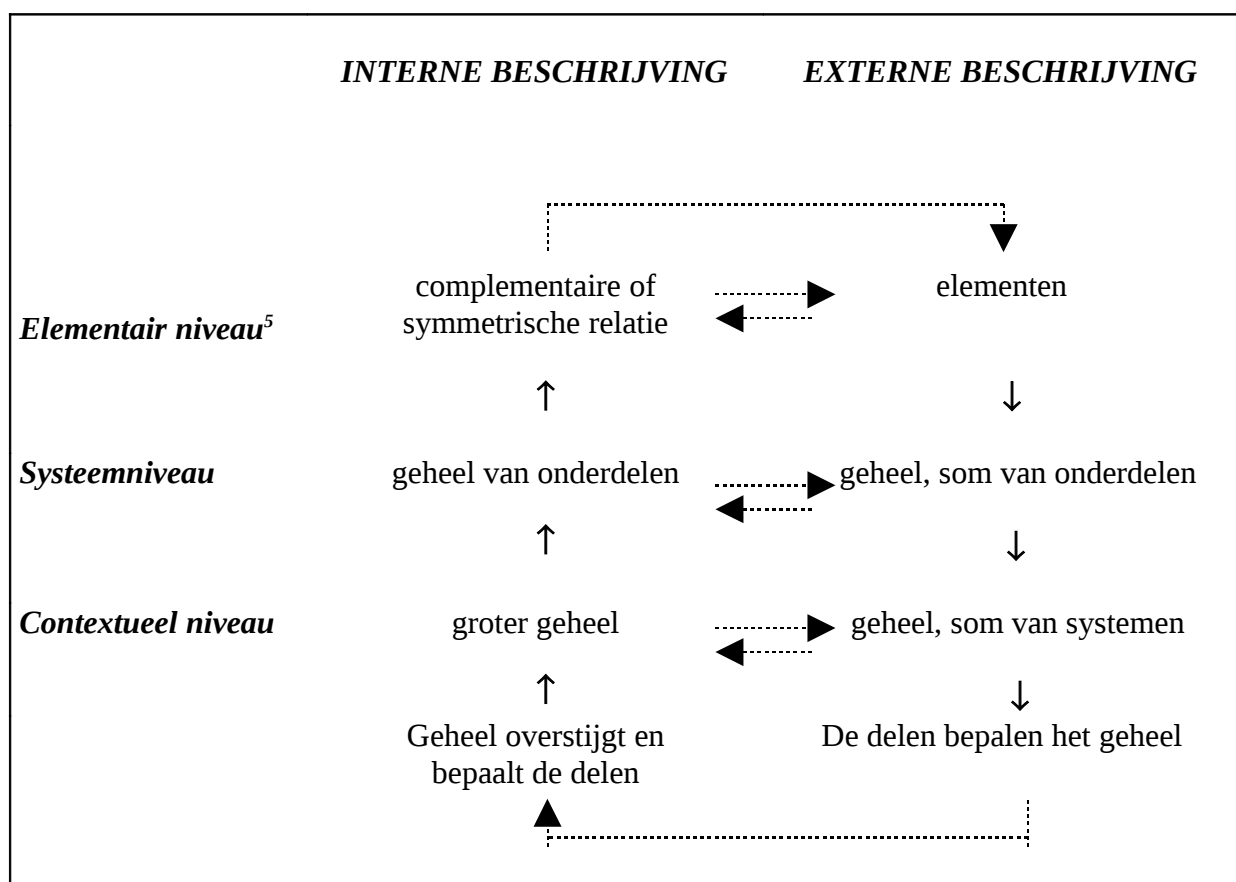 INTERNE BESCHRIJVING EXTERNE BESCHRIJVING
complementaire of elementen
Elementair niveau⁵ symmetrische relatie
↑ ↓
Systeemniveau geheel van onderdelen geheel, som van onderdelen
↑ ↓
Contextueel niveau groter geheel geheel, som van systemen
↑ ↓
Geheel overstijgt en De delen bepalen het geheel
bepaalt de delen